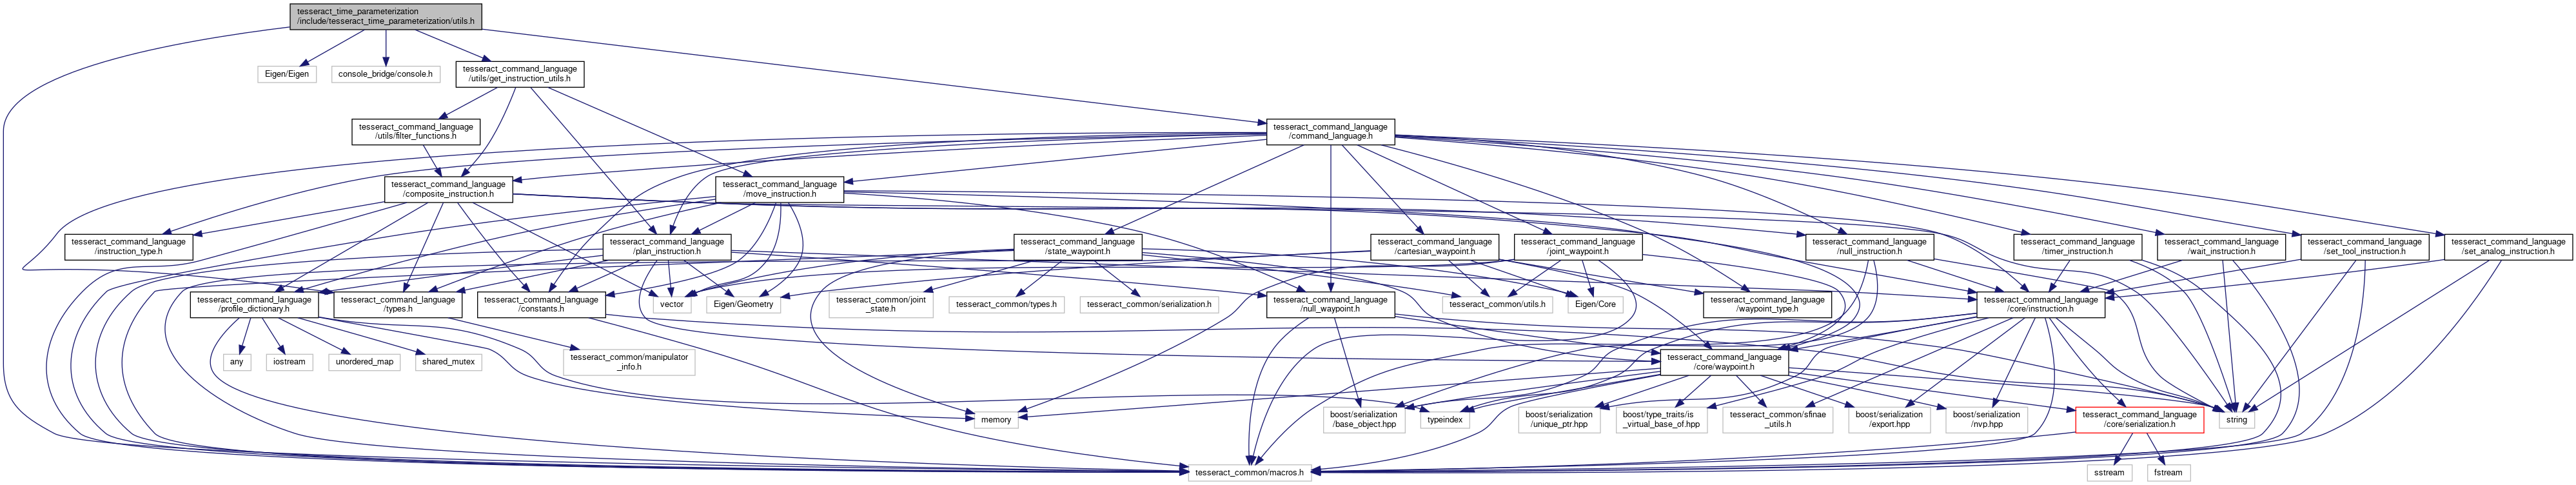 tesseract_time_parameterization
/include/tesseract_time_parameterization/utils.h
Eigen/Eigen
console_bridge/console.h
tesseract_command_language
/utils/get_instruction_utils.h
tesseract_command_language
/utils/filter_functions.h
tesseract_command_language
/command_language.h
tesseract_command_language
/composite_instruction.h
tesseract_command_language
/move_instruction.h
tesseract_command_language
/instruction_type.h
tesseract_command_language
/plan_instruction.h
tesseract_command_language
/state_waypoint.h
tesseract_command_language
/cartesian_waypoint.h
tesseract_command_language
/joint_waypoint.h
tesseract_command_language
/null_instruction.h
tesseract_command_language
/timer_instruction.h
tesseract_command_language
/wait_instruction.h
tesseract_command_language
/set_tool_instruction.h
tesseract_command_language
/set_analog_instruction.h
tesseract_command_language
/profile_dictionary.h
tesseract_command_language
/types.h
tesseract_command_language
/constants.h
vector
Eigen/Geometry
tesseract_common/joint
_state.h
tesseract_common/types.h
tesseract_common/serialization.h
tesseract_command_language
/null_waypoint.h
tesseract_common/utils.h
Eigen/Core
tesseract_command_language
/waypoint_type.h
tesseract_command_language
/core/instruction.h
any
iostream
unordered_map
shared_mutex
tesseract_common/manipulator
_info.h
tesseract_command_language
/core/waypoint.h
memory
boost/serialization
/base_object.hpp
typeindex
boost/serialization
/unique_ptr.hpp
boost/type_traits/is
_virtual_base_of.hpp
tesseract_common/sfinae
_utils.h
boost/serialization
/export.hpp
boost/serialization
/nvp.hpp
tesseract_command_language
/core/serialization.h
string
tesseract_common/macros.h
sstream
fstream